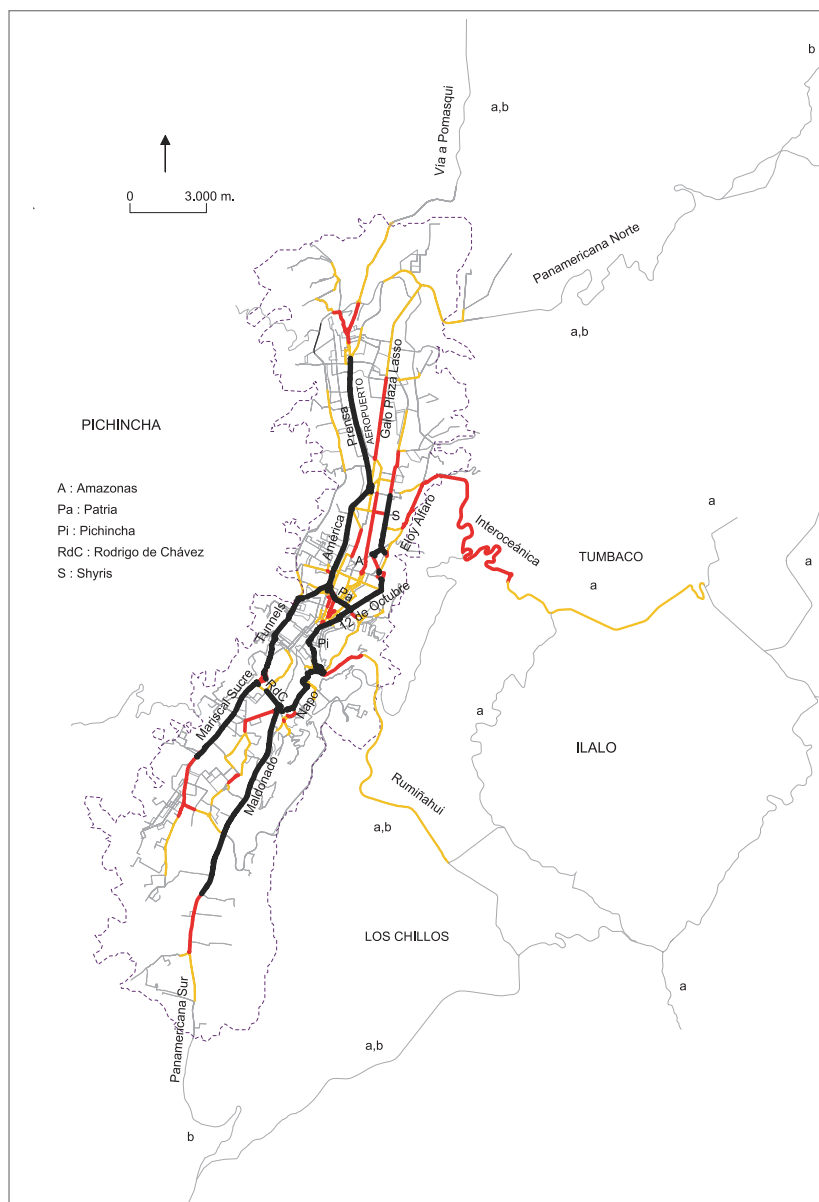 b
a,b
Vía a Pomasqui
0 3.000 m.
Panamericana Norte
a,b
Galo Plaza Lasso
AEROPUERTO
Prensa
PICHINCHA
A : Amazonas
Pa : Patria
Pi : Pichincha
RdC : Rodrigo de Chávez
S : Shyris
a
S
Eloy Alfaro
Interoceánica
América
A
TUMBACO
a
a
Pa
12 de Octubre
Tunnels
Pi
RdC
Napo
Mariscal Sucre
a
ILALO
Maldonado
Rumiñahui
a,b
LOS CHILLOS
a
Panamericana Sur
a,b
b